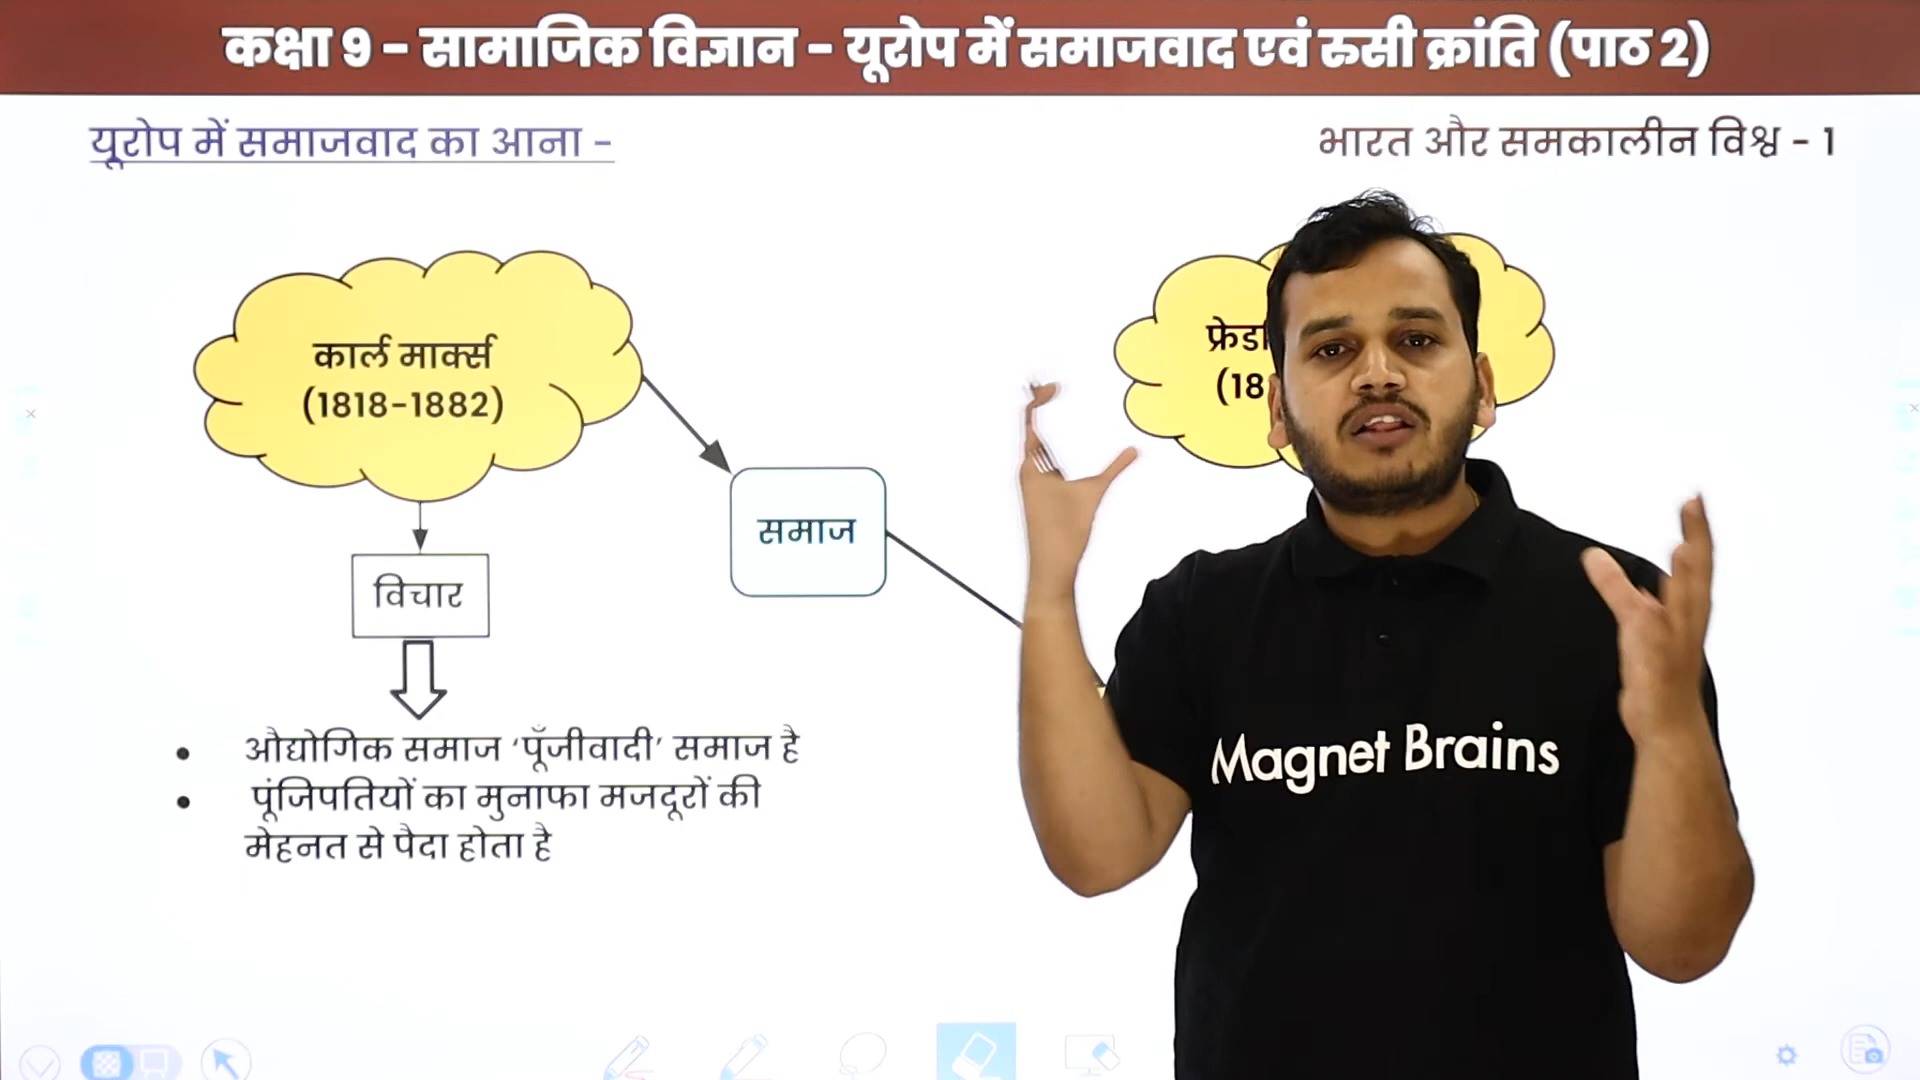 कक्षा 9 - सामाजिक विज्ञान - यूरोप में समाजवाद एवं रुसी क्रांति (पाठ 2)
यूरोप में समाजवाद का आना -
भारत और समकालीन विश्व - 1
कार्ल मार्क्स
(1818-1882)
समाज
विचार
औद्योगिक समाज ‘पूँजीवादी’ समाज है
पूंजिपतियों का मुनाफा मजदूरों की
मेहनत से पैदा होता है
Magnet Brains